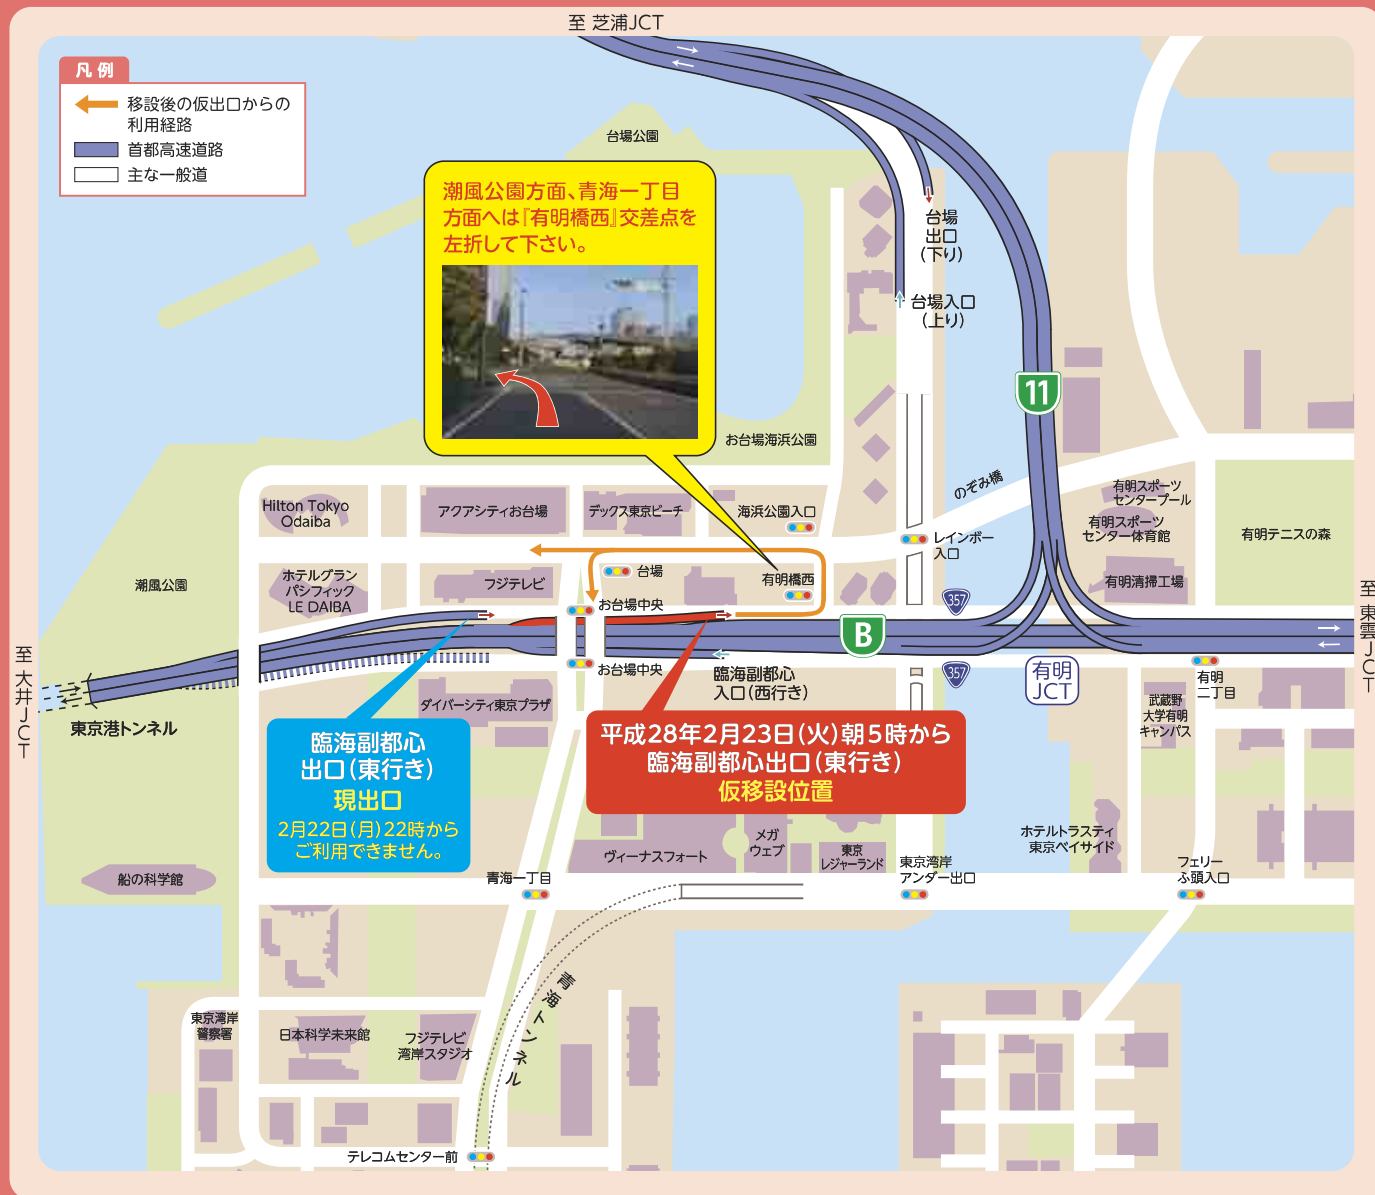 至 芝浦JCT
凡例
移設後の仮出口からの
利用経路
首都高速道路
主な一般道
台場公園
潮風公園方面、青海一丁目
方面へは『有明橋西』交差点を
左折して下さい。
台場
出口
(下り)
台場入口
(上り)
11
お台場海浜公園
のぞみ橋
Hilton Tokyo
Odaiba
アクアシティお台場
デックス東京ビーチ
海浜公園入口
レインボー
入口
有明スポーツ
センタープール
有明スポーツ
センター体育館
有明テニスの森
潮風公園
ホテルグラン
パシフィック
LE DAIBA
フジテレビ
台場
有明橋西
有明清掃工場
357
お台場中央
B
至東雲JCT
至大井JCT
東京港トンネル
お台場中央
臨海副都心
入口(西行き)
357
有明
JCT
有明
二丁目
ダイバーシティ東京プラザ
武蔵野
大学有明
キャンパス
臨海副都心
出口(東行き)
現出口
2月22日(月)22時から
ご利用できません。
平成28年2月23日(火)朝5時から
臨海副都心出口(東行き)
仮移設位置
ヴィーナスフォート
メガ
ウェブ
東京
レジャーランド
東京湾岸
アンダー出口
ホテルトラスティ
東京ベイサイド
フェリー
ふ頭入口
船の科学館
青海一丁目
青海トンネル
東京湾岸
警察署
日本科学未来館
フジテレビ
湾岸スタジオ
テレコムセンター前